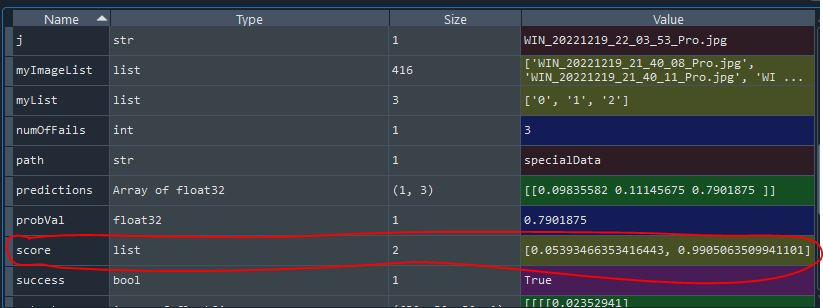 Name Type Size Value
j str 1 WIN_20221219_22_03_53_Pro.jpg
myImageList list 416 ['WIN_20221219_21_40_08_Pro.jpg',
'WIN_20221219_21_40_11_Pro.jpg', 'WI ...
myList list 3 ['0', '1', '2']
numOfFails int 1 3
path str 1 specialData
predictions Array of float32 (1, 3) [[0.09835582 0.11145675 0.7901875 ]]
probVal float32 1 0.7901875
score list 2 [0.05393466353416443, 0.9905063509941101]
success bool 1 True
[[[[0.02352941]